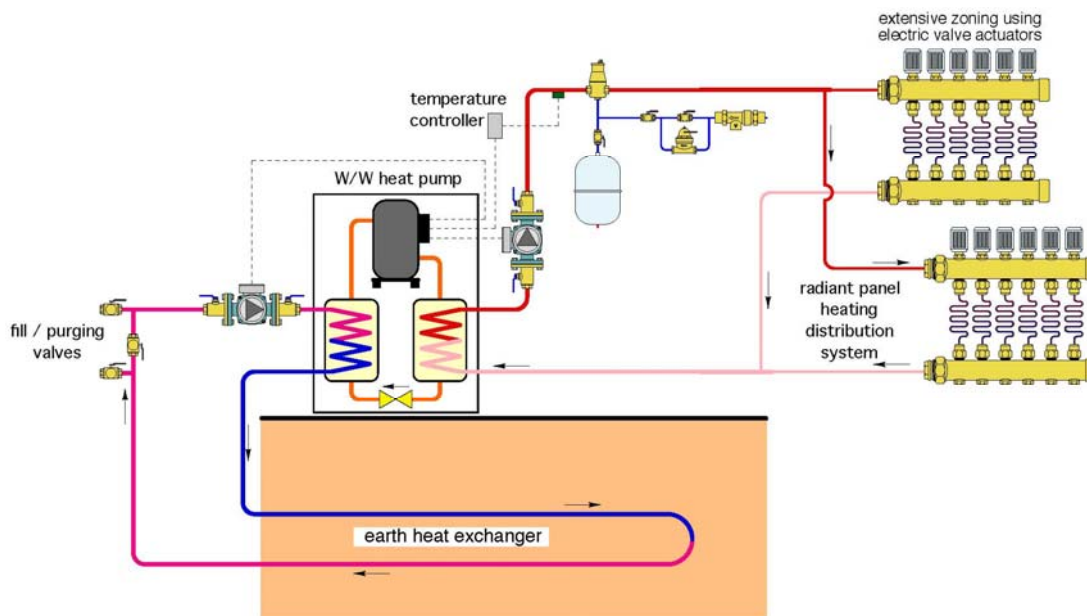 extensive zoning using
electric valve actuators
temperature
controller
W/W heat pump
fill / purging
valves
radiant panel
heating
distribution
system
earth heat exchanger